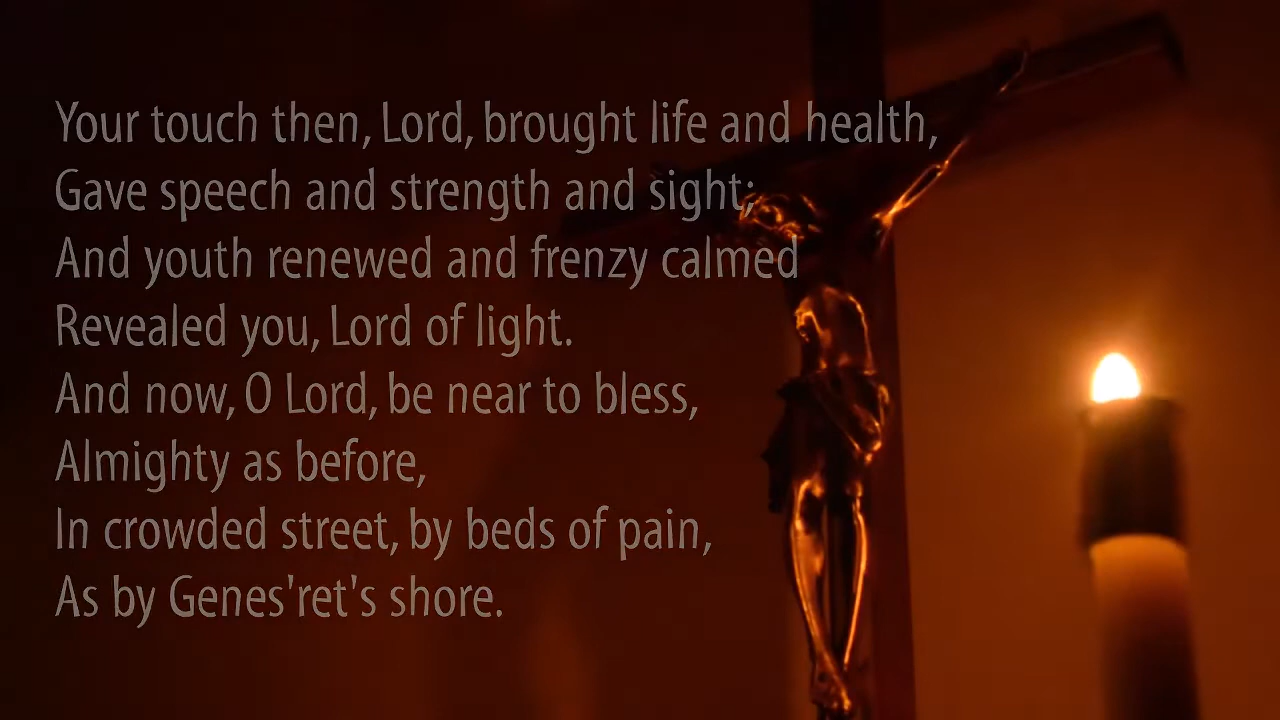 Your touch then, Lord, brought life and health,
Gave speech and strength and sight;
And youth renewed and frenzy calmed
Revealed you, Lord of light.
And now, O Lord, be near to bless,
Almighty as before,
In crowded street, by beds of pain,
As by Genes'ret's shore.